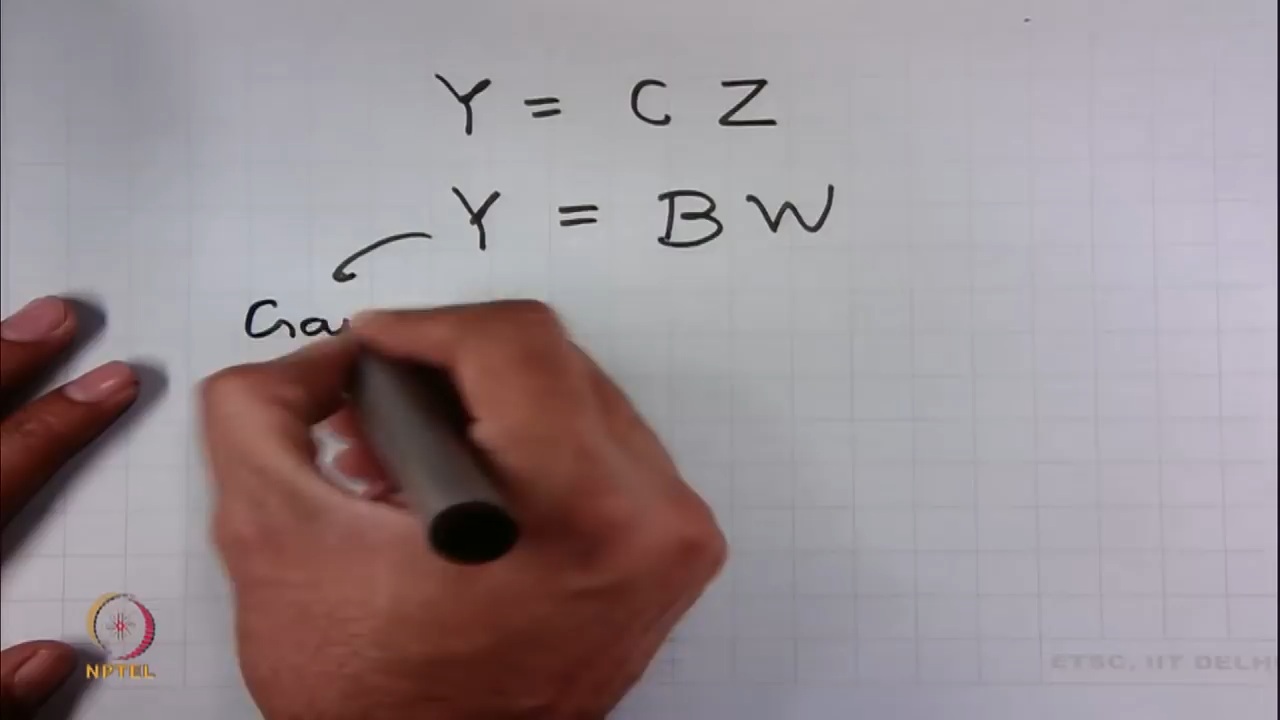 Y = C Z
Y = B W
NPTEL
ETSC, IIT DELHI